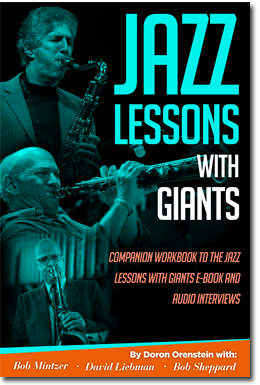 JAZZ
LESSONS
WITH
GIANTS
COMPANION WORKBOOK TO THE JAZZ
LESSONS WITH GIANTS E-BOOK AND
AUDIO INTERVIEWS
By Doron Orenstein with:
Bob Mintzer · David Liebman · Bob Sheppard